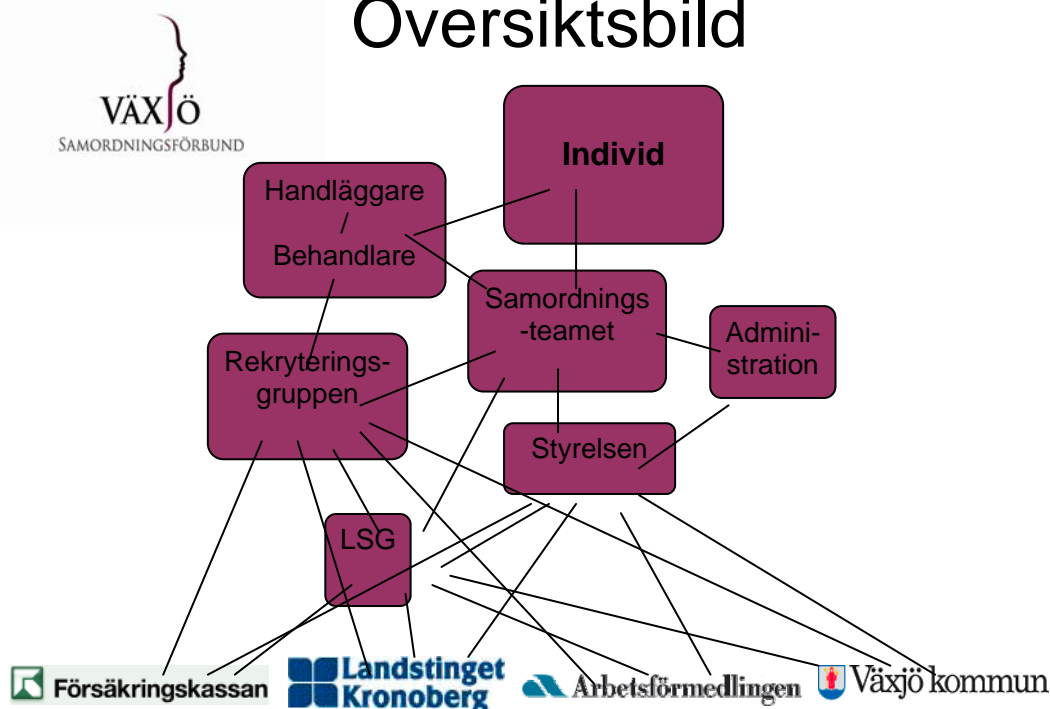 Översiktsbild
VÄXJÖ
SAMORDNINGSFÖRBUND
Individ
Handläggare
/
Behandlare
Samordnings
-teamet
Admini-
stration
Rekryterings-
gruppen
Styrelsen
LSG
Försäkringskassan
Landstinget
Kronoberg
Arbetsförmedlingen
Växjö kommun